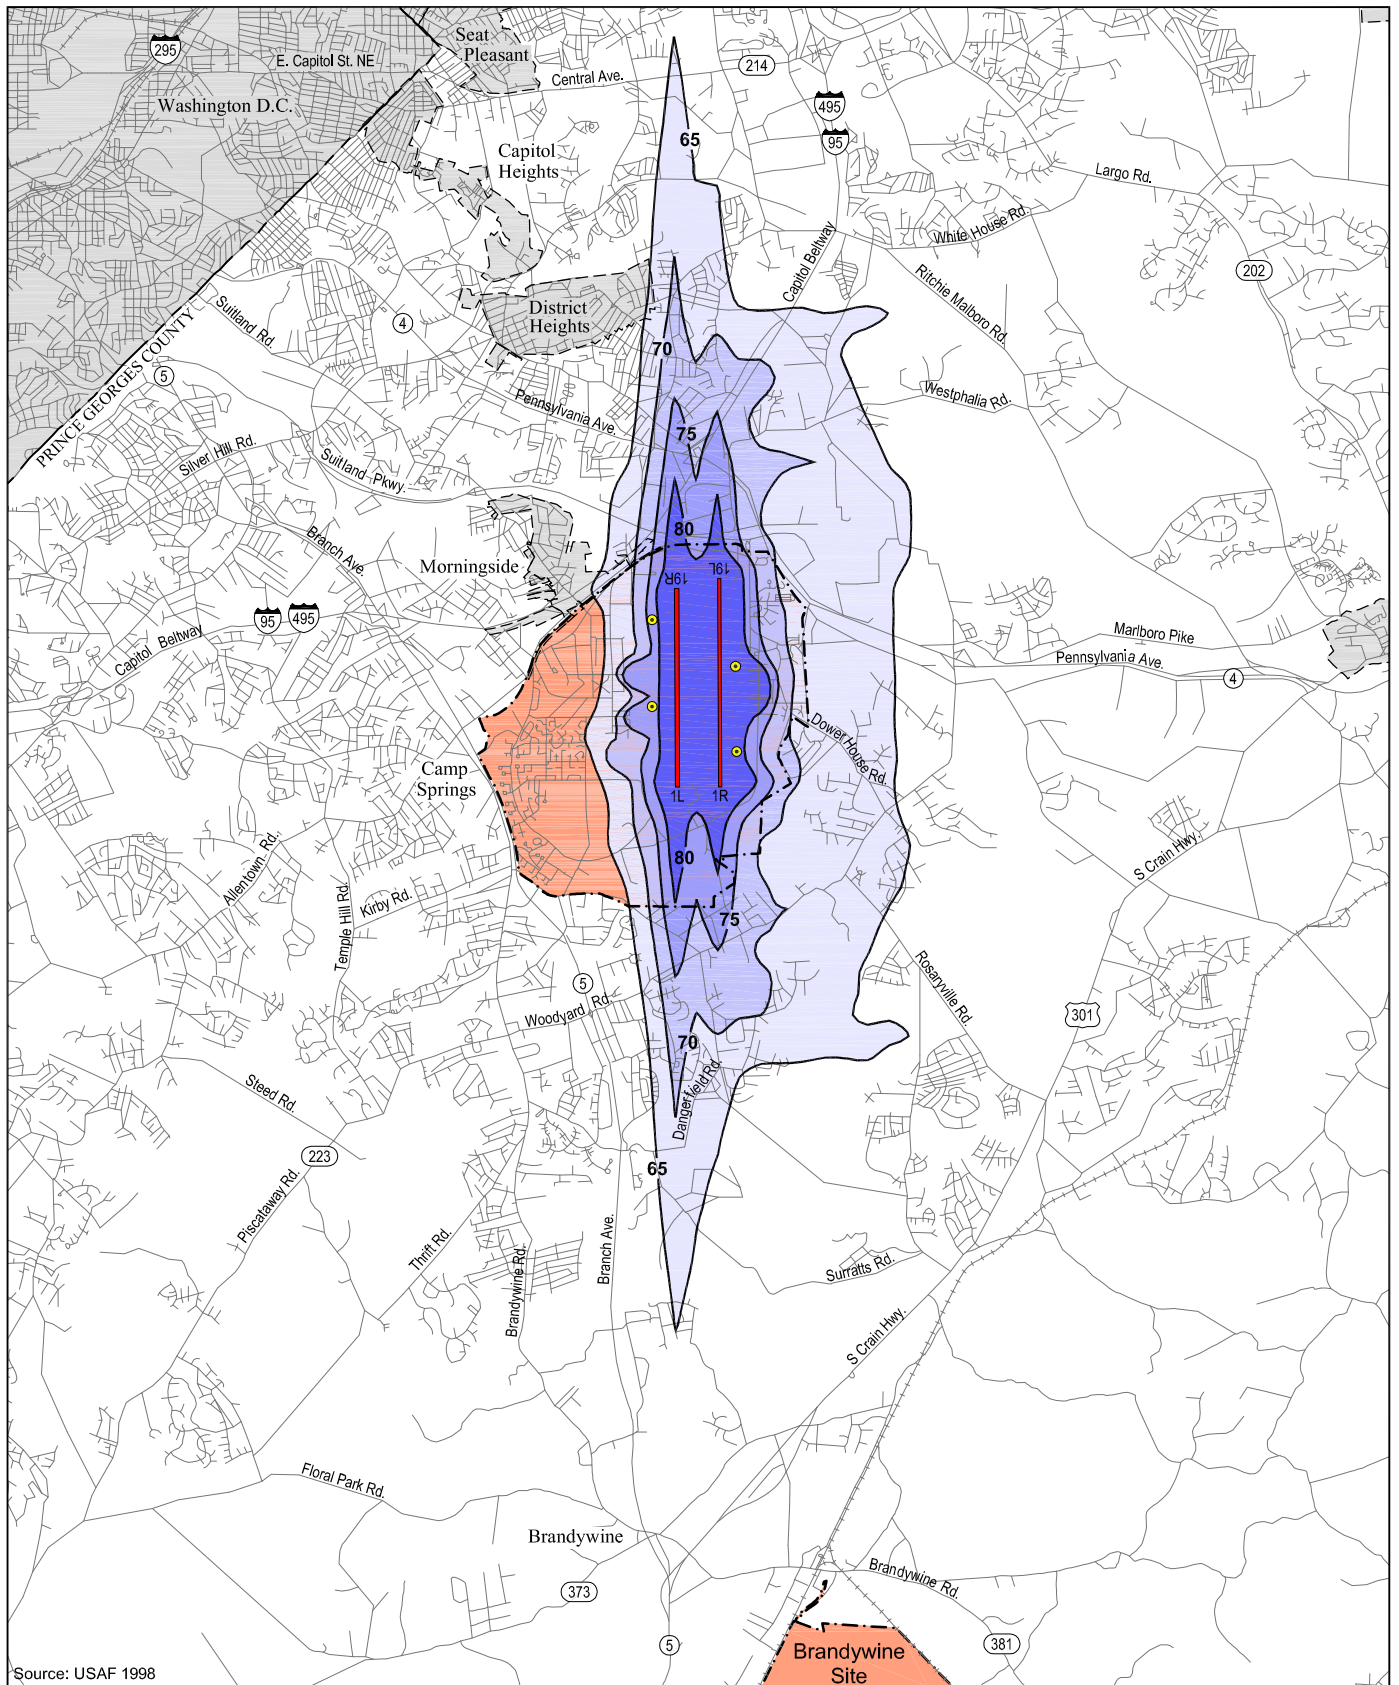 295
E. Capitol St. NE
Seat
Pleasant
Central Ave.
214
Washington D.C.
495
95
65
Capitol
Heights
Largo Rd.
White House Rd.
Capitol Beltway
Ritchie Malboro Rd.
202
District
Heights
Suitland Rd.
4
PRINCE GEORGES COUNTY
5
70
Westphalia Rd.
Pennsylvania Ave.
75
Silver Hill Rd.
Suitland Pkwy.
80
Branch Ave.
Morningside
19R
19L
95
495
Capitol Beltway
Marlboro Pike
Pennsylvania Ave.
4
Dower House Rd.
Camp
Springs
1L
1R
S Crain Hwy.
80
Allentown Rd.
Kirby Rd.
Temple Hill Rd.
75
Rosaryville Rd.
5
Woodyard Rd.
301
70
Dangerfield Rd.
Steed Rd.
223
65
Piscataway Rd.
Thrift Rd.
Brandywine Rd.
Branch Ave.
Surratts Rd.
S Crain Hwy.
Floral Park Rd.
Brandywine
373
Brandywine Rd.
5
381
Brandywine
Site
Source: USAF 1998